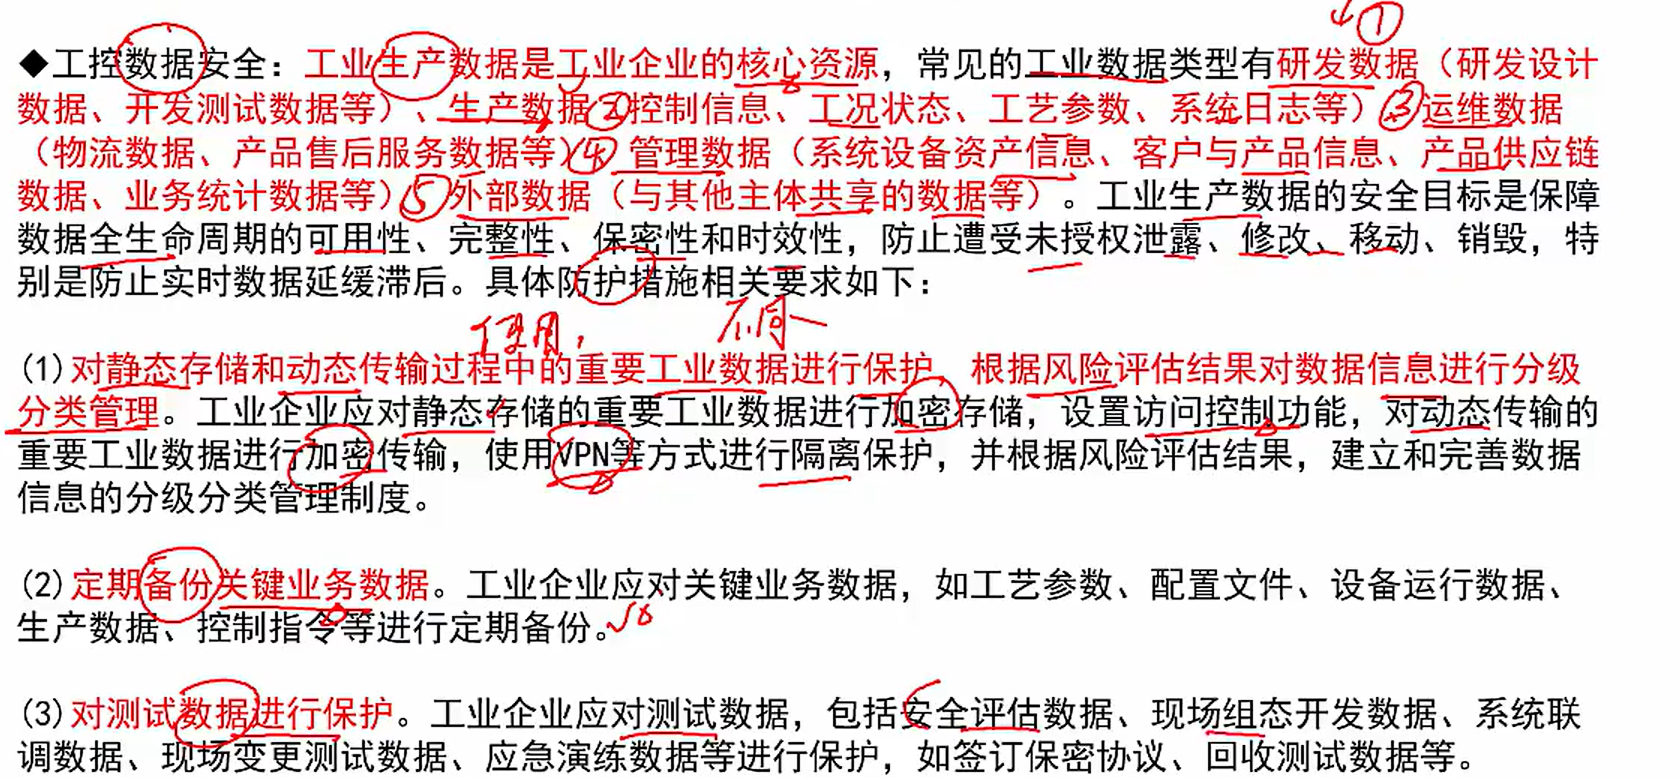 ①
◆工控数据安全：工业生产数据是工业企业的核心资源，常见的工业数据类型有研发数据（研发设计
数据、开发测试数据等）、生产数据②控制信息、工况状态、工艺参数、系统日志等）③运维数据
（物流数据、产品售后服务数据等）④管理数据（系统设备资产信息、客户与产品信息、产品供应链
数据、业务统计数据等）⑤外部数据（与其他主体共享的数据等）。工业生产数据的安全目标是保障
数据全生命周期的可用性、完整性、保密性和时效性，防止遭受未授权泄露、修改、移动、销毁，特
别是防止实时数据延缓滞后。具体防护措施相关要求如下：
使用， 不同
(1)对静态存储和动态传输过程中的重要工业数据进行保护，根据风险评估结果对数据信息进行分级
分类管理。工业企业应对静态存储的重要工业数据进行加密存储，设置访问控制功能，对动态传输的
重要工业数据进行加密传输，使用VPN等方式进行隔离保护，并根据风险评估结果，建立和完善数据
信息的分级分类管理制度。
(2)定期备份关键业务数据。工业企业应对关键业务数据，如工艺参数、配置文件、设备运行数据、
生产数据、控制指令等进行定期备份。
(3)对测试数据进行保护。工业企业应对测试数据，包括安全评估数据、现场组态开发数据、系统联
调数据、现场变更测试数据、应急演练数据等进行保护，如签订保密协议、回收测试数据等。